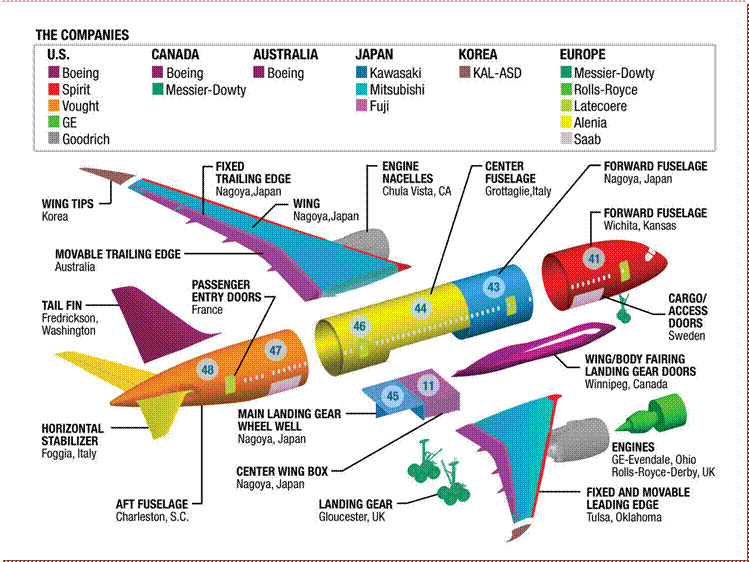 THE COMPANIES
U.S.
Boeing
Spirit
Vought
GE
Goodrich
CANADA
Boeing
Messier-Dowty
AUSTRALIA
Boeing
JAPAN
Kawasaki
Mitsubishi
Fuji
KOREA
KAL-ASD
EUROPE
Messier-Dowty
Rolls-Royce
Latecoere
Alenia
Saab
FIXED
TRAILING EDGE
Nagoya,Japan
ENGINE
NACELLES
Chula Vista, CA
CENTER
FUSELAGE
Grottaglie,Italy
FORWARD FUSELAGE
Nagoya, Japan
WING TIPS
Korea
WING
Nagoya,Japan
FORWARD FUSELAGE
Wichita, Kansas
MOVABLE TRAILING EDGE
Australia
41
43
44
46
PASSENGER
ENTRY DOORS
France
TAIL FIN
Fredrickson,
Washington
CARGO/
ACCESS
DOORS
Sweden
47
48
WING/BODY FAIRING
LANDING GEAR DOORS
Winnipeg, Canada
11
45
MAIN LANDING GEAR
WHEEL WELL
Nagoya, Japan
HORIZONTAL
STABILIZER
Foggia, Italy
CENTER WING BOX
Nagoya, Japan
ENGINES
GE-Evendale, Ohio
Rolls-Royce-Derby, UK
AFT FUSELAGE
Charleston, S.C.
LANDING GEAR
Gloucester, UK
FIXED AND MOVABLE
LEADING EDGE
Tulsa, Oklahoma